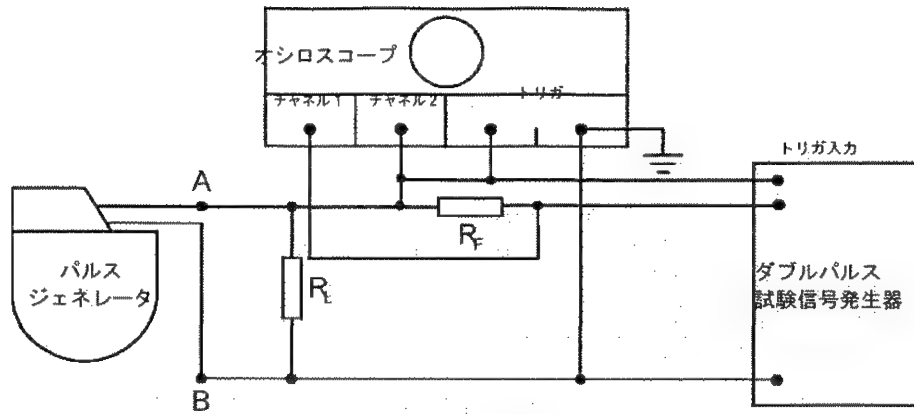 オシロスコープ
チャネル1
チャネル2
トリガ
トリガ入力
A
RF
パルス
ジェネレータ
RL
ダブルパルス
試験信号発生器
B